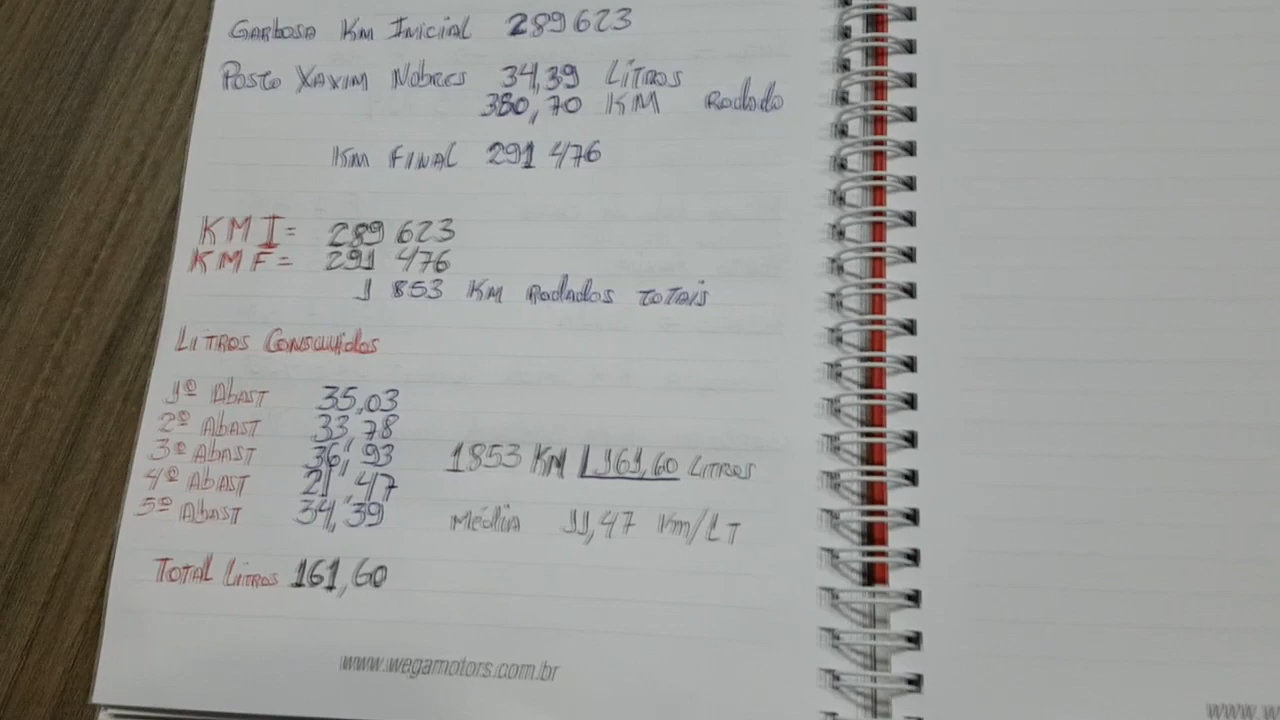 Garbosa Km Inicial 289623
Posto Xaxim Nobres 34,39 Litros
380,70 KM Rodado
Km Final 291 476
KMI = 289 623
KMF = 291 476
1 853 Km Rodados Totais
Litros Consumidos
1º Abast 35,03
2º Abast 33,78
3º Abast 36,93
4º Abast 21,47
5º Abast 34,39
1853 KM 161,60 Litros
Média 11,47 Km/LT
Total Litros 161,60
www.wegamotors.com.br